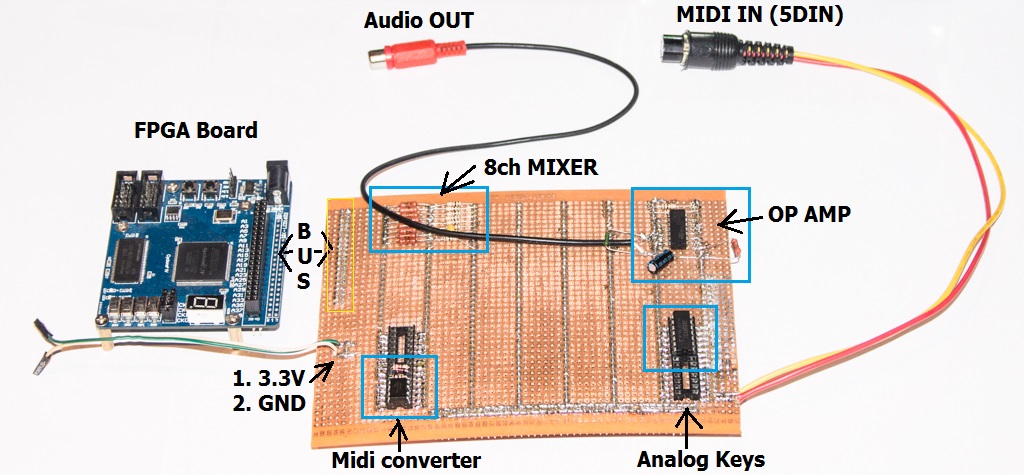 Audio OUT
MIDI IN (5DIN)
FPGA Board
8ch MIXER
OP AMP
B
U
S
1. 3.3V
2. GND
Midi converter
Analog Keys